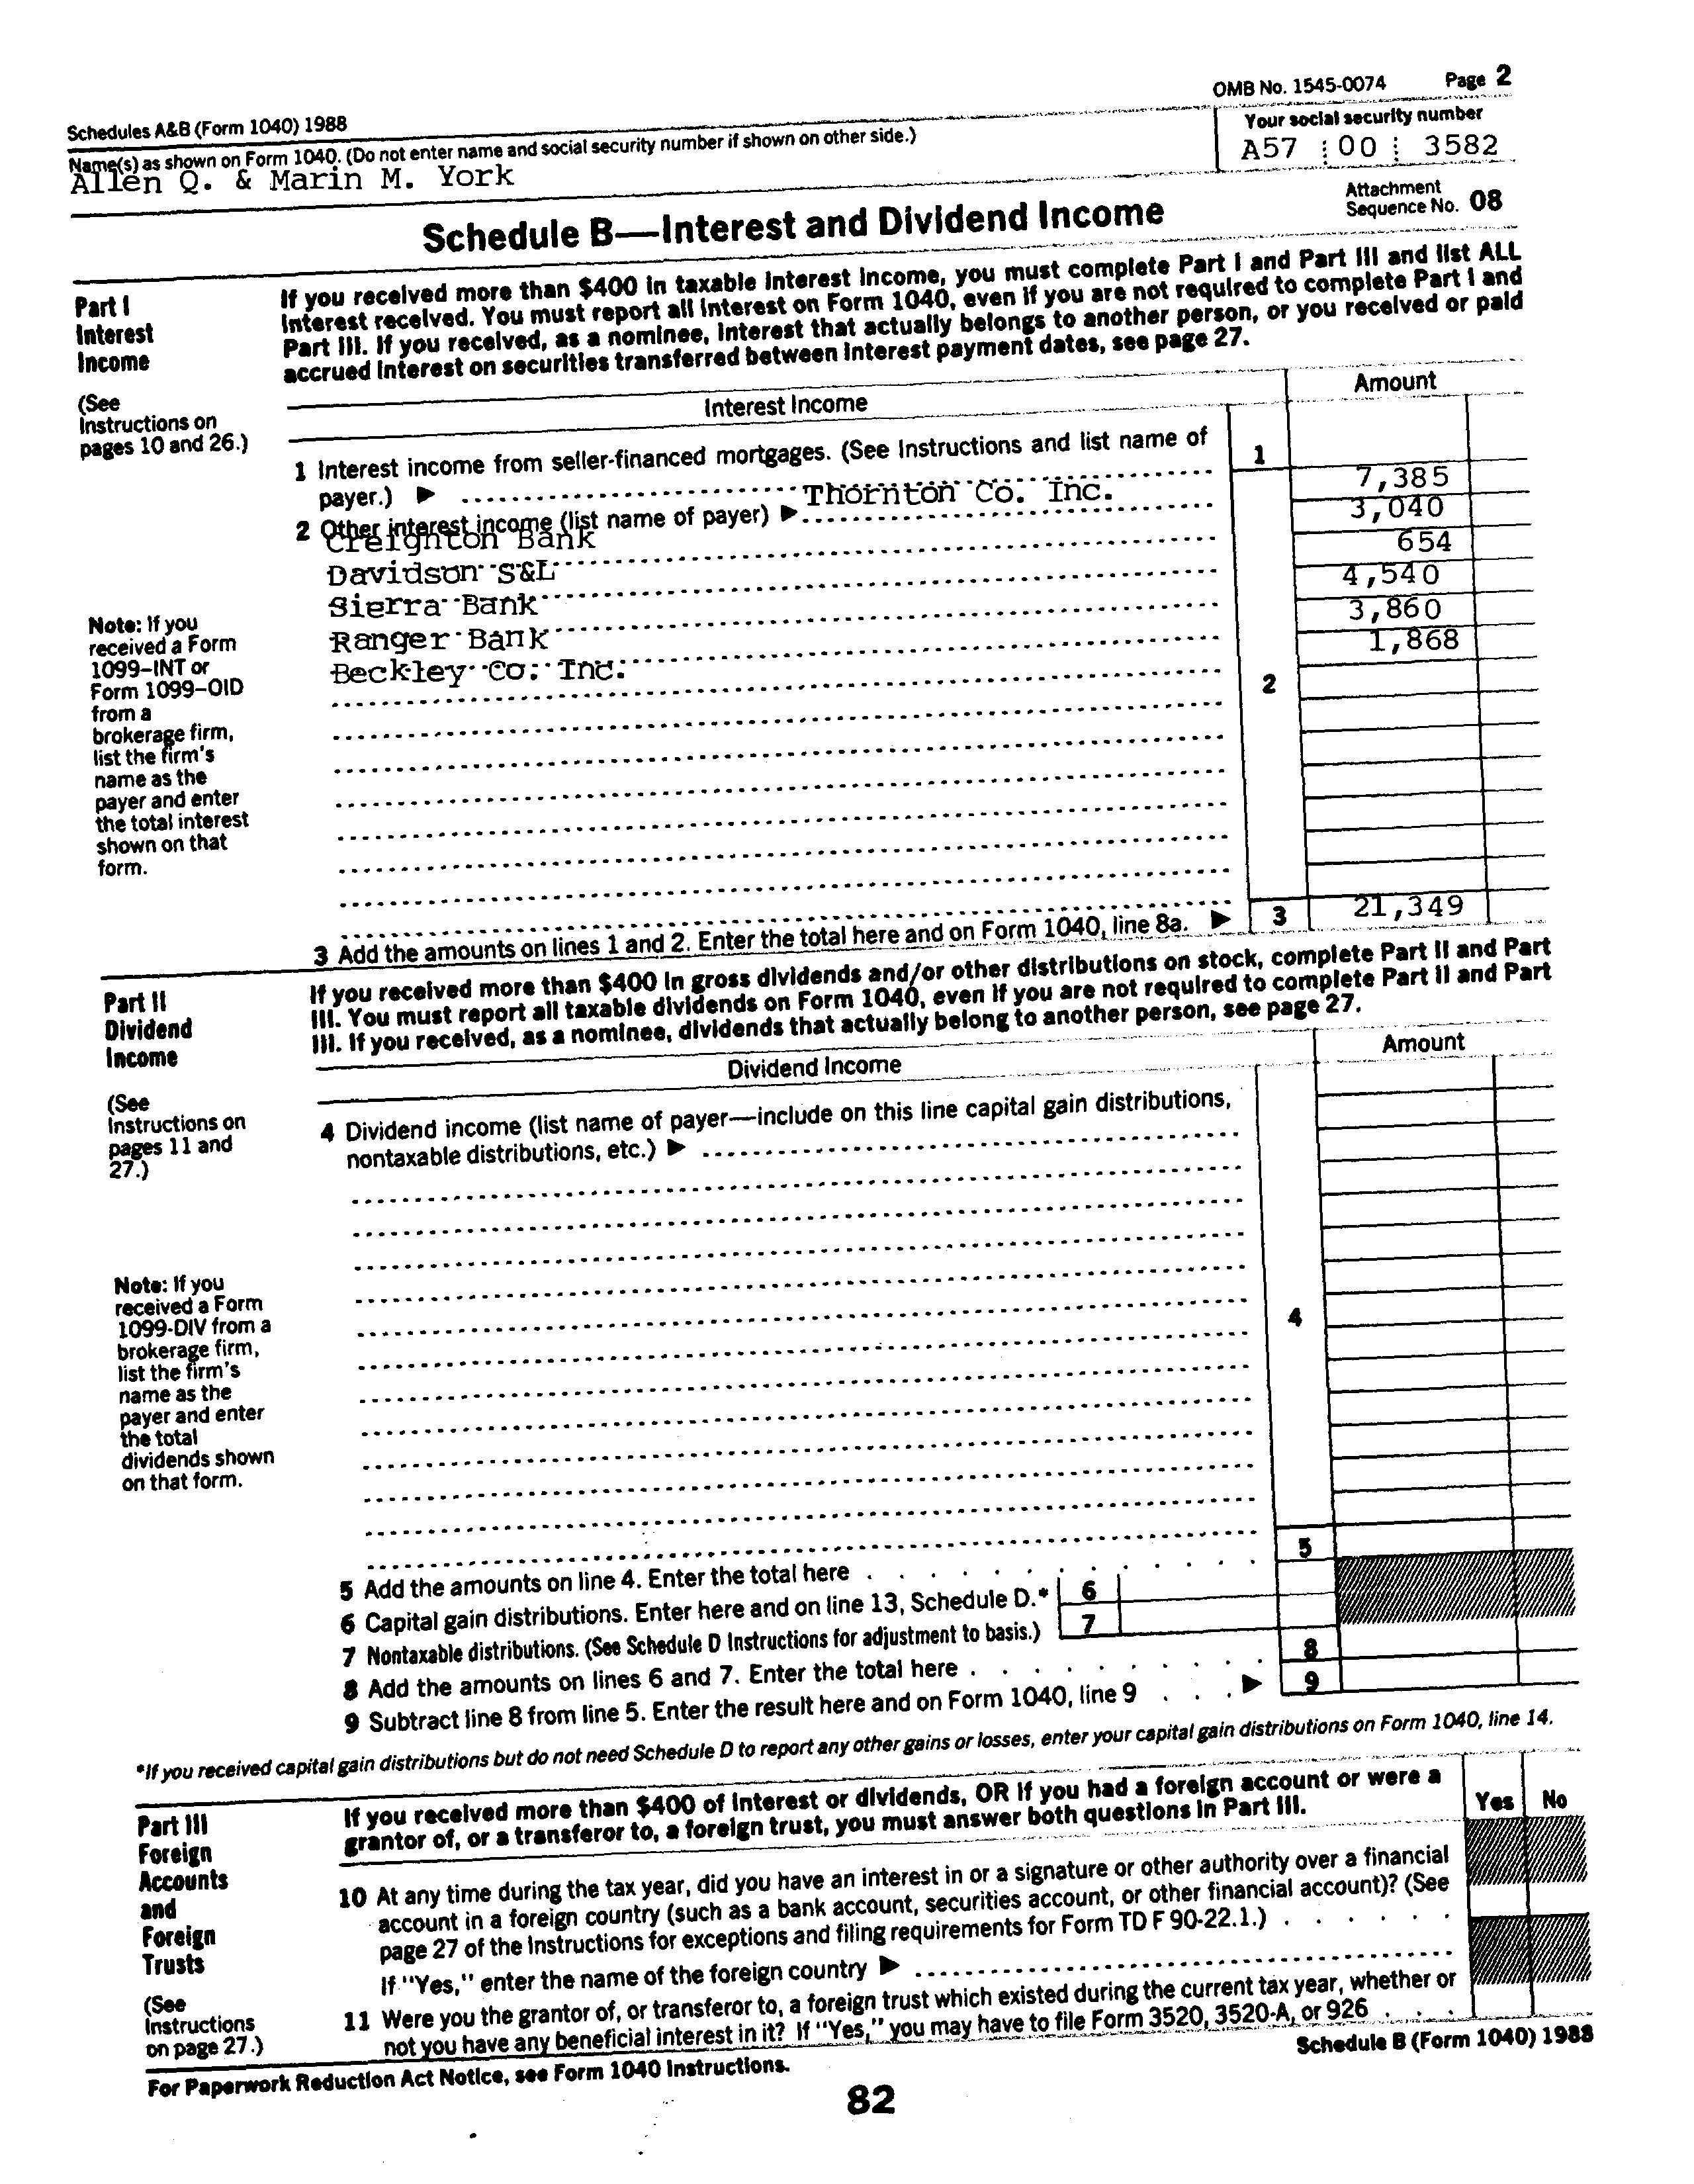 OMB No. 1545-0074 Page 2
Schedules A&B (Form 1040) 1988
Name(s) as shown on Form 1040. (Do not enter name and social security number if shown on other side.)
Your social security number
Allen Q. & Marin M. York
A57 00 3582
Schedule B—Interest and Dividend Income
Attachment
Sequence No. 08
Part I
Interest
Income
(See
Instructions on
pages 10 and 26.)
If you received more than $400 in taxable interest income, you must complete Part I and Part III and list ALL
interest received. You must report all interest on Form 1040, even if you are not required to complete Part I and
Part III. If you received, as a nominee, interest that actually belongs to another person, or you received or paid
accrued interest on securities transferred between interest payment dates, see page 27.
Interest Income
Amount
1 Interest income from seller-financed mortgages. (See Instructions and list name of
payer.) ▶ Thornton Co. Inc.
1
7,385
2 Other interest income (list name of payer) ▶
3,040
Creighton Bank
654
Davidson S&L
4,540
Sierra Bank
3,860
Ranger Bank
1,868
Beckley Co. Inc.
2
Note: If you
received a Form
1099-INT or
Form 1099-OID
from a
brokerage firm,
list the firm's
name as the
payer and enter
the total interest
shown on that
form.
3 Add the amounts on lines 1 and 2. Enter the total here and on Form 1040, line 8a. ▶ 3 21,349
Part II
Dividend
Income
(See
Instructions on
pages 11 and
27.)
If you received more than $400 in gross dividends and/or other distributions on stock, complete Part II and Part
III. You must report all taxable dividends on Form 1040, even if you are not required to complete Part II and Part
III. If you received, as a nominee, dividends that actually belong to another person, see page 27.
Dividend Income
Amount
4 Dividend income (list name of payer—include on this line capital gain distributions,
nontaxable distributions, etc.) ▶
4
Note: If you
received a Form
1099-DIV from a
brokerage firm,
list the firm's
name as the
payer and enter
the total
dividends shown
on that form.
5 Add the amounts on line 4. Enter the total here . . . . . . . . . . 5
6 Capital gain distributions. Enter here and on line 13, Schedule D.* 6
7 Nontaxable distributions. (See Schedule D Instructions for adjustment to basis.) 7
8 Add the amounts on lines 6 and 7. Enter the total here . . . . . . . . . . 8
9 Subtract line 8 from line 5. Enter the result here and on Form 1040, line 9 . . . ▶ 9
*If you received capital gain distributions but do not need Schedule D to report any other gains or losses, enter your capital gain distributions on Form 1040, line 14.
Part III
Foreign
Accounts
and
Foreign
Trusts
(See
Instructions
on page 27.)
If you received more than $400 of interest or dividends, OR if you had a foreign account or were a
grantor of, or a transferor to, a foreign trust, you must answer both questions in Part III.
Yes No
10 At any time during the tax year, did you have an interest in or a signature or other authority over a financial
account in a foreign country (such as a bank account, securities account, or other financial account)? (See
page 27 of the Instructions for exceptions and filing requirements for Form TD F 90-22.1.) . . . . . .
If "Yes," enter the name of the foreign country ▶
11 Were you the grantor of, or transferor to, a foreign trust which existed during the current tax year, whether or
not you have any beneficial interest in it? If "Yes," you may have to file Form 3520, 3520-A, or 926 . . .
For Paperwork Reduction Act Notice, see Form 1040 Instructions.
Schedule B (Form 1040) 1988
82